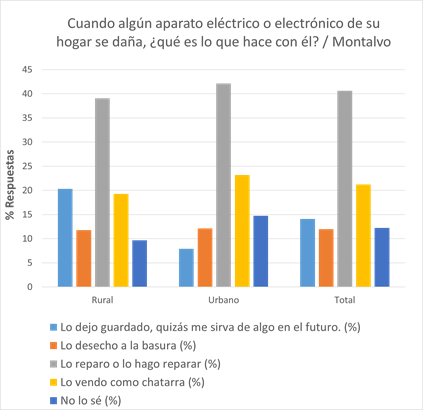 Cuando algún aparato eléctrico o electrónico de su
hogar se daña, ¿qué es lo que hace con él? / Montalvo
% Respuestas
45
40
35
30
25
20
15
10
5
0
Rural
Urbano
Total
Lo dejo guardado, quizás me sirva de algo en el futuro. (%)
Lo desecho a la basura (%)
Lo reparo o lo hago reparar (%)
Lo vendo como chatarra (%)
No lo sé (%)